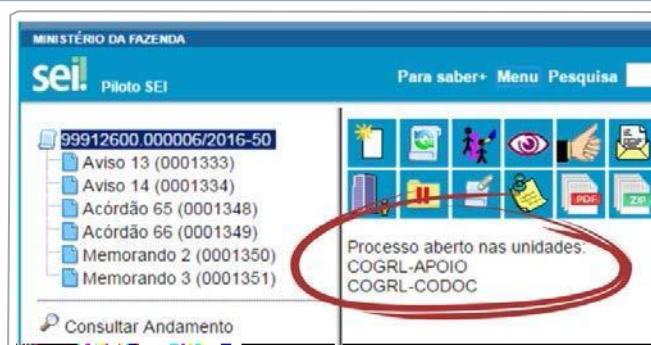 MINISTÉRIO DA FAZENDA
sei! Piloto SEI
Para saber+ Menu Pesquisa
99912600.000006/2016-50
Aviso 13 (0001333)
Aviso 14 (0001334)
Acórdão 65 (0001348)
Acórdão 66 (0001349)
Memorando 2 (0001350)
Memorando 3 (0001351)
Consultar Andamento
PDF
ZIP
Processo aberto nas unidades:
COGRL-APOIO
COGRL-CODOC